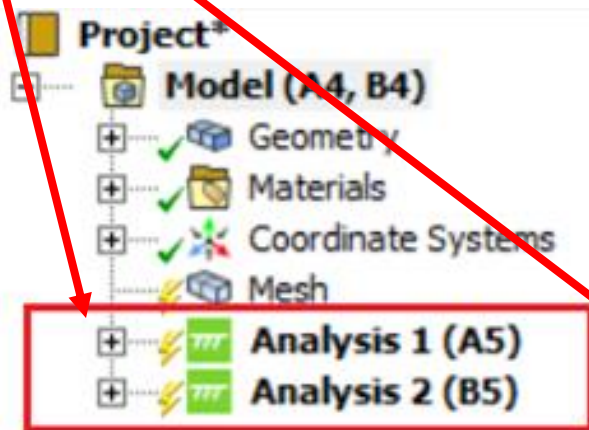 Project*
Model (A4, B4)
Geometry
Materials
Coordinate Systems
Mesh
Analysis 1 (A5)
Analysis 2 (B5)